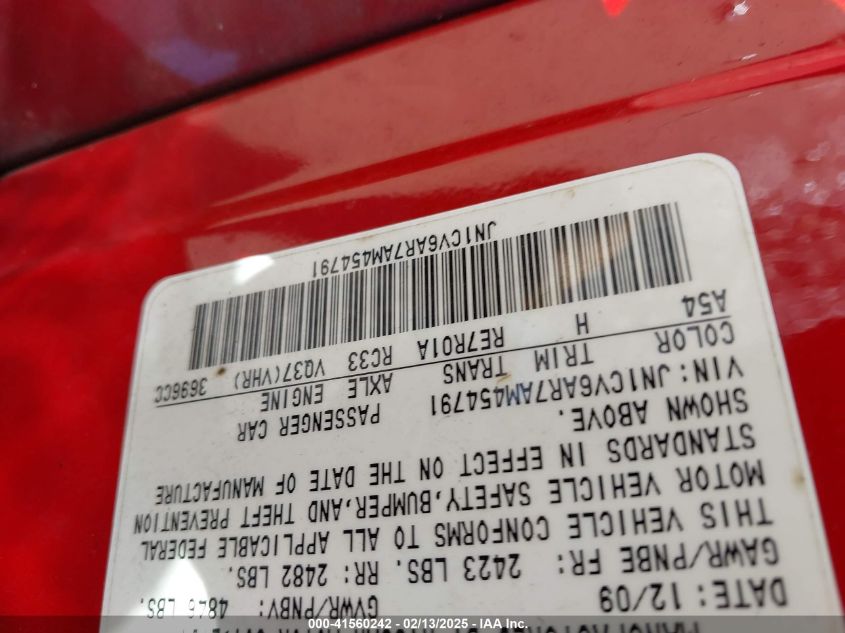 DATE: 12/09 GVWR/PNBV: 4846 LBS.
GAWR/PNBE FR: 2423 LBS. RR: 2482 LBS.
THIS VEHICLE CONFORMS TO ALL APPLICABLE FEDERAL
MOTOR VEHICLE SAFETY,BUMPER,AND THEFT PREVENTION
STANDARDS IN EFFECT ON THE DATE OF MANUFACTURE
SHOWN ABOVE.
VIN:JN1CV6AR7AM454791 PASSENGER CAR
COLOR TRIM TRANS AXLE ENGINE
A54 H RE7R01A RC33 VQ37(VHR) 3696CC
JN1CV6AR7AM454791
000-41560242 - 02/13/2025 - IAA Inc.